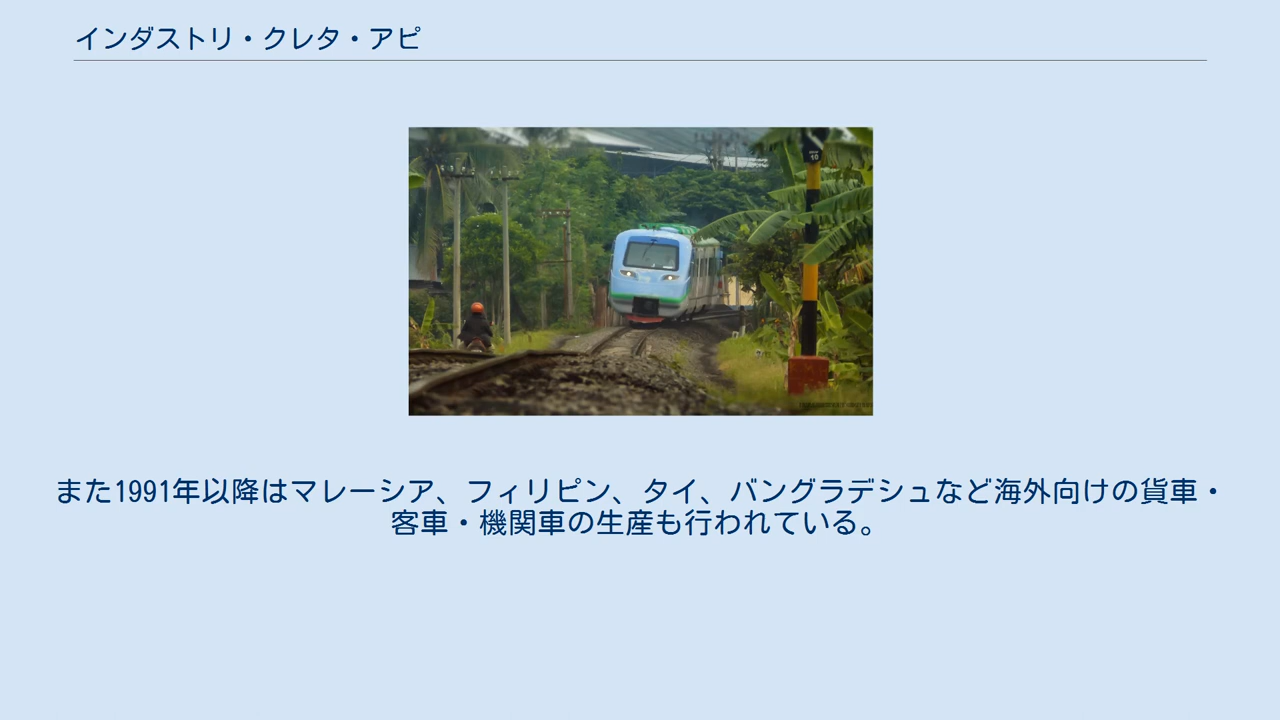 インダストリ・クレタ・アピ
10
また1991年以降はマレーシア、フィリピン、タイ、バングラデシュなど海外向けの貨車・
客車・機関車の生産も行われている。